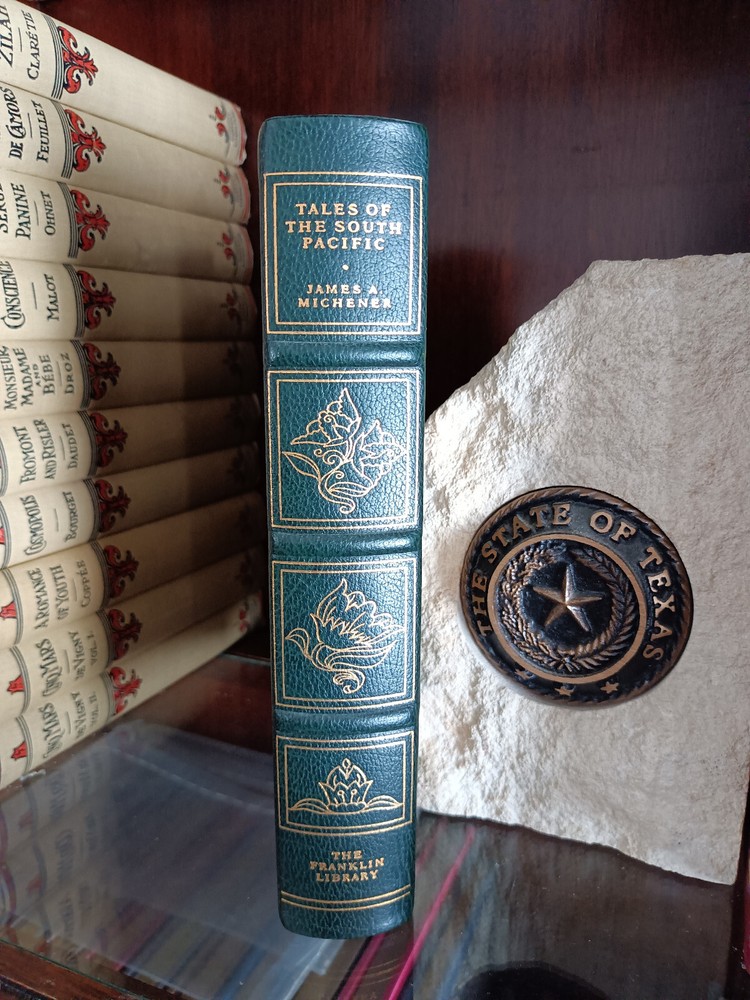 ZILAH
CLARÉTIE
DE CAMORS
FEUILLET
SERGE
PANINE
OHNET
CONSCIENCE
MALOT
MONSIEUR,
MADAME
AND
BÉBÉ
DROZ
FROMONT
AND RISLER
DAUDET
COSMOPOLIS
BOURGET
A ROMANCE
OF YOUTH
COPPÉE
CINQ MARS
DE VIGNY
VOL. I.
CINQ MARS
DE VIGNY
VOL. II.
TALES OF
THE SOUTH
PACIFIC
JAMES A.
MICHENER
THE
FRANKLIN
LIBRARY
THE STATE OF TEXAS